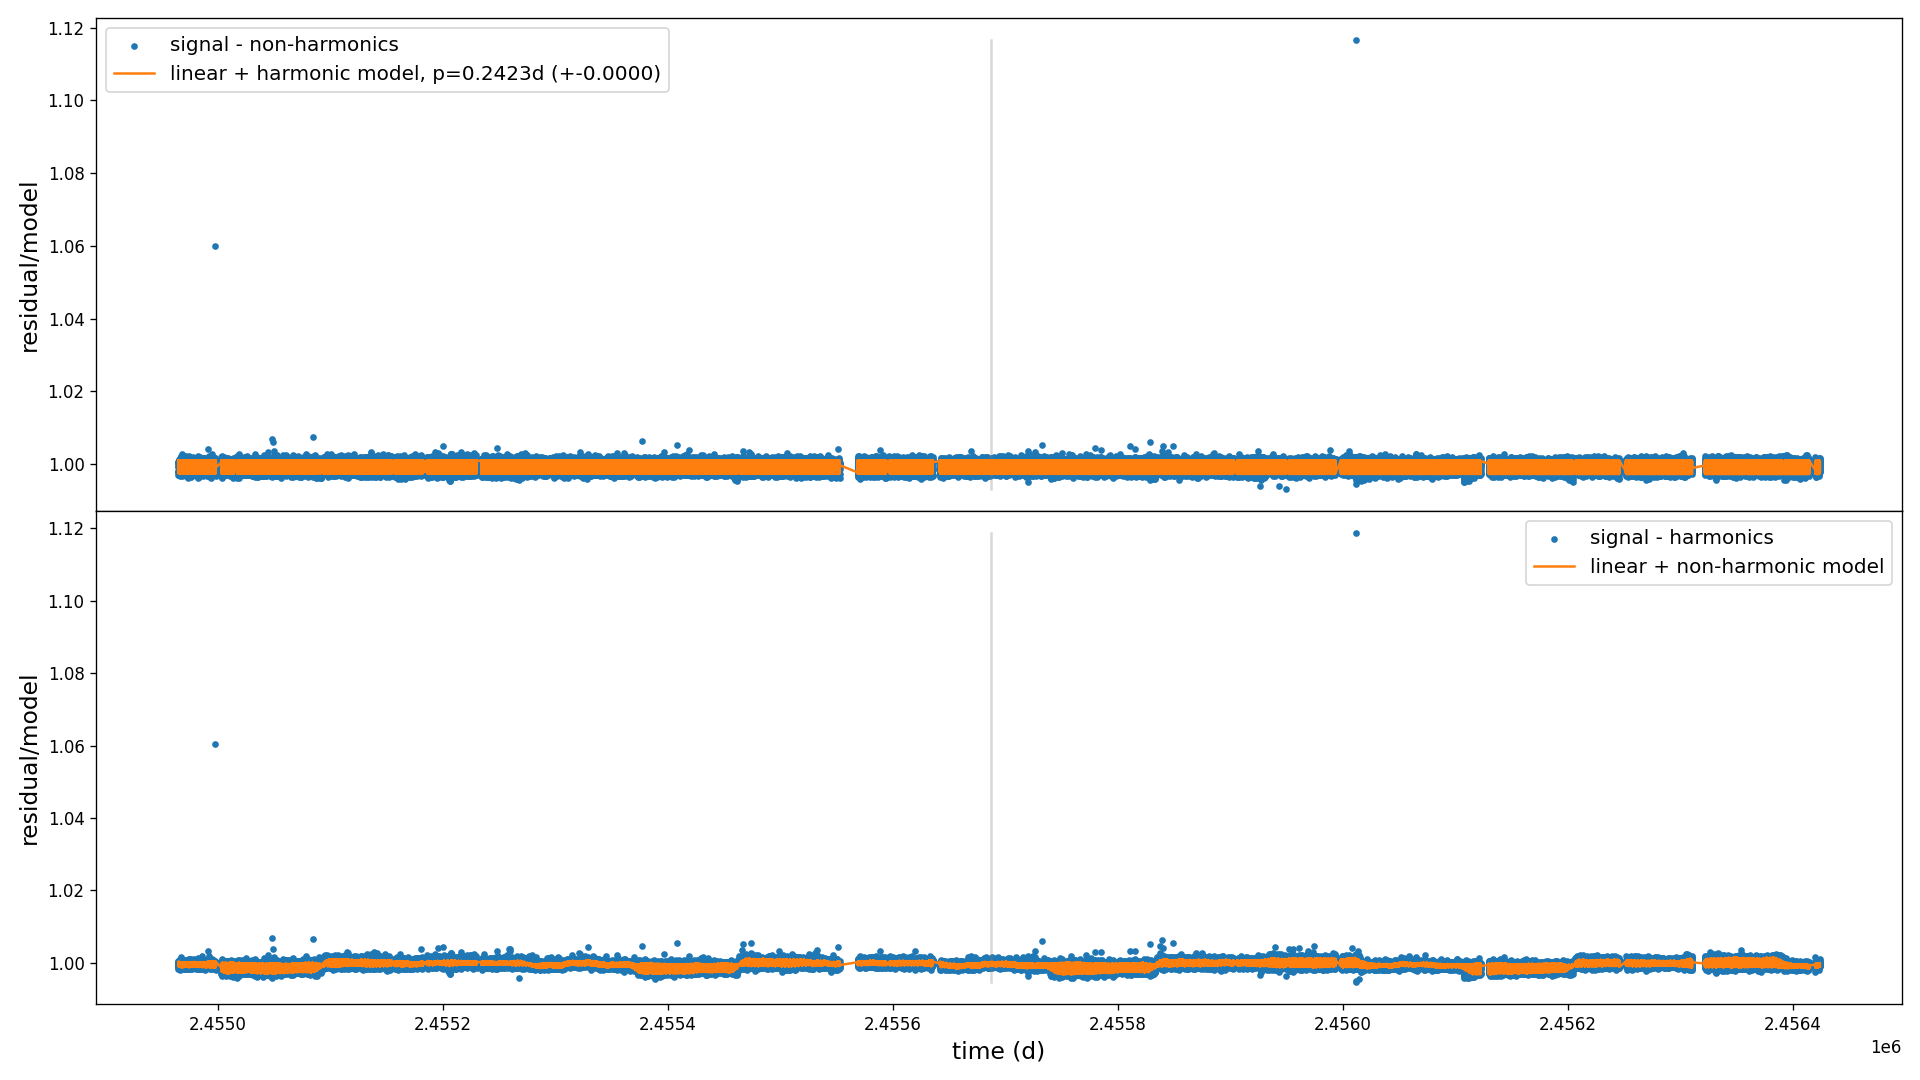 1.12
1.10
1.08
1.06
1.04
1.02
1.00
residual/model
signal - non-harmonics
linear + harmonic model, p=0.2423d (+-0.0000)
1.12
1.10
1.08
1.06
1.04
1.02
1.00
residual/model
signal - harmonics
linear + non-harmonic model
2.4550
2.4552
2.4554
2.4556
2.4558
2.4560
2.4562
2.4564
1e6
time (d)